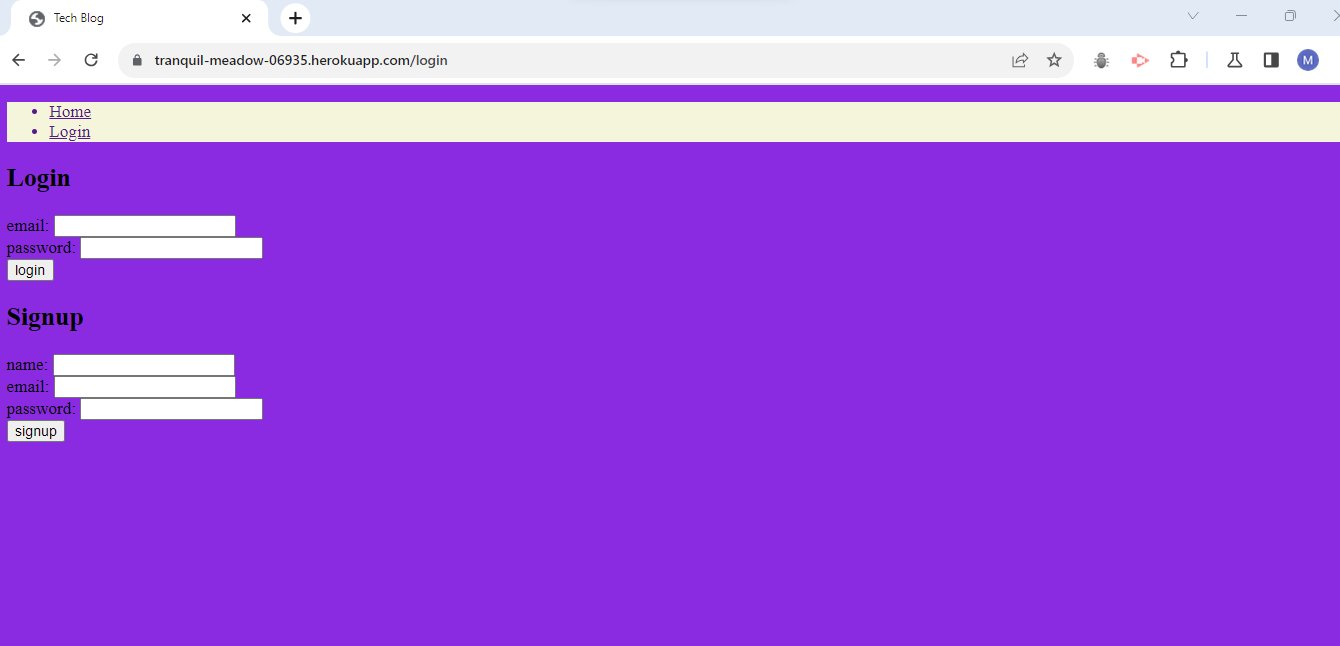 Tech Blog
tranquil-meadow-06935.herokuapp.com/login
M
Home
Login
Login
email:
password:
login
Signup
name:
email:
password:
signup